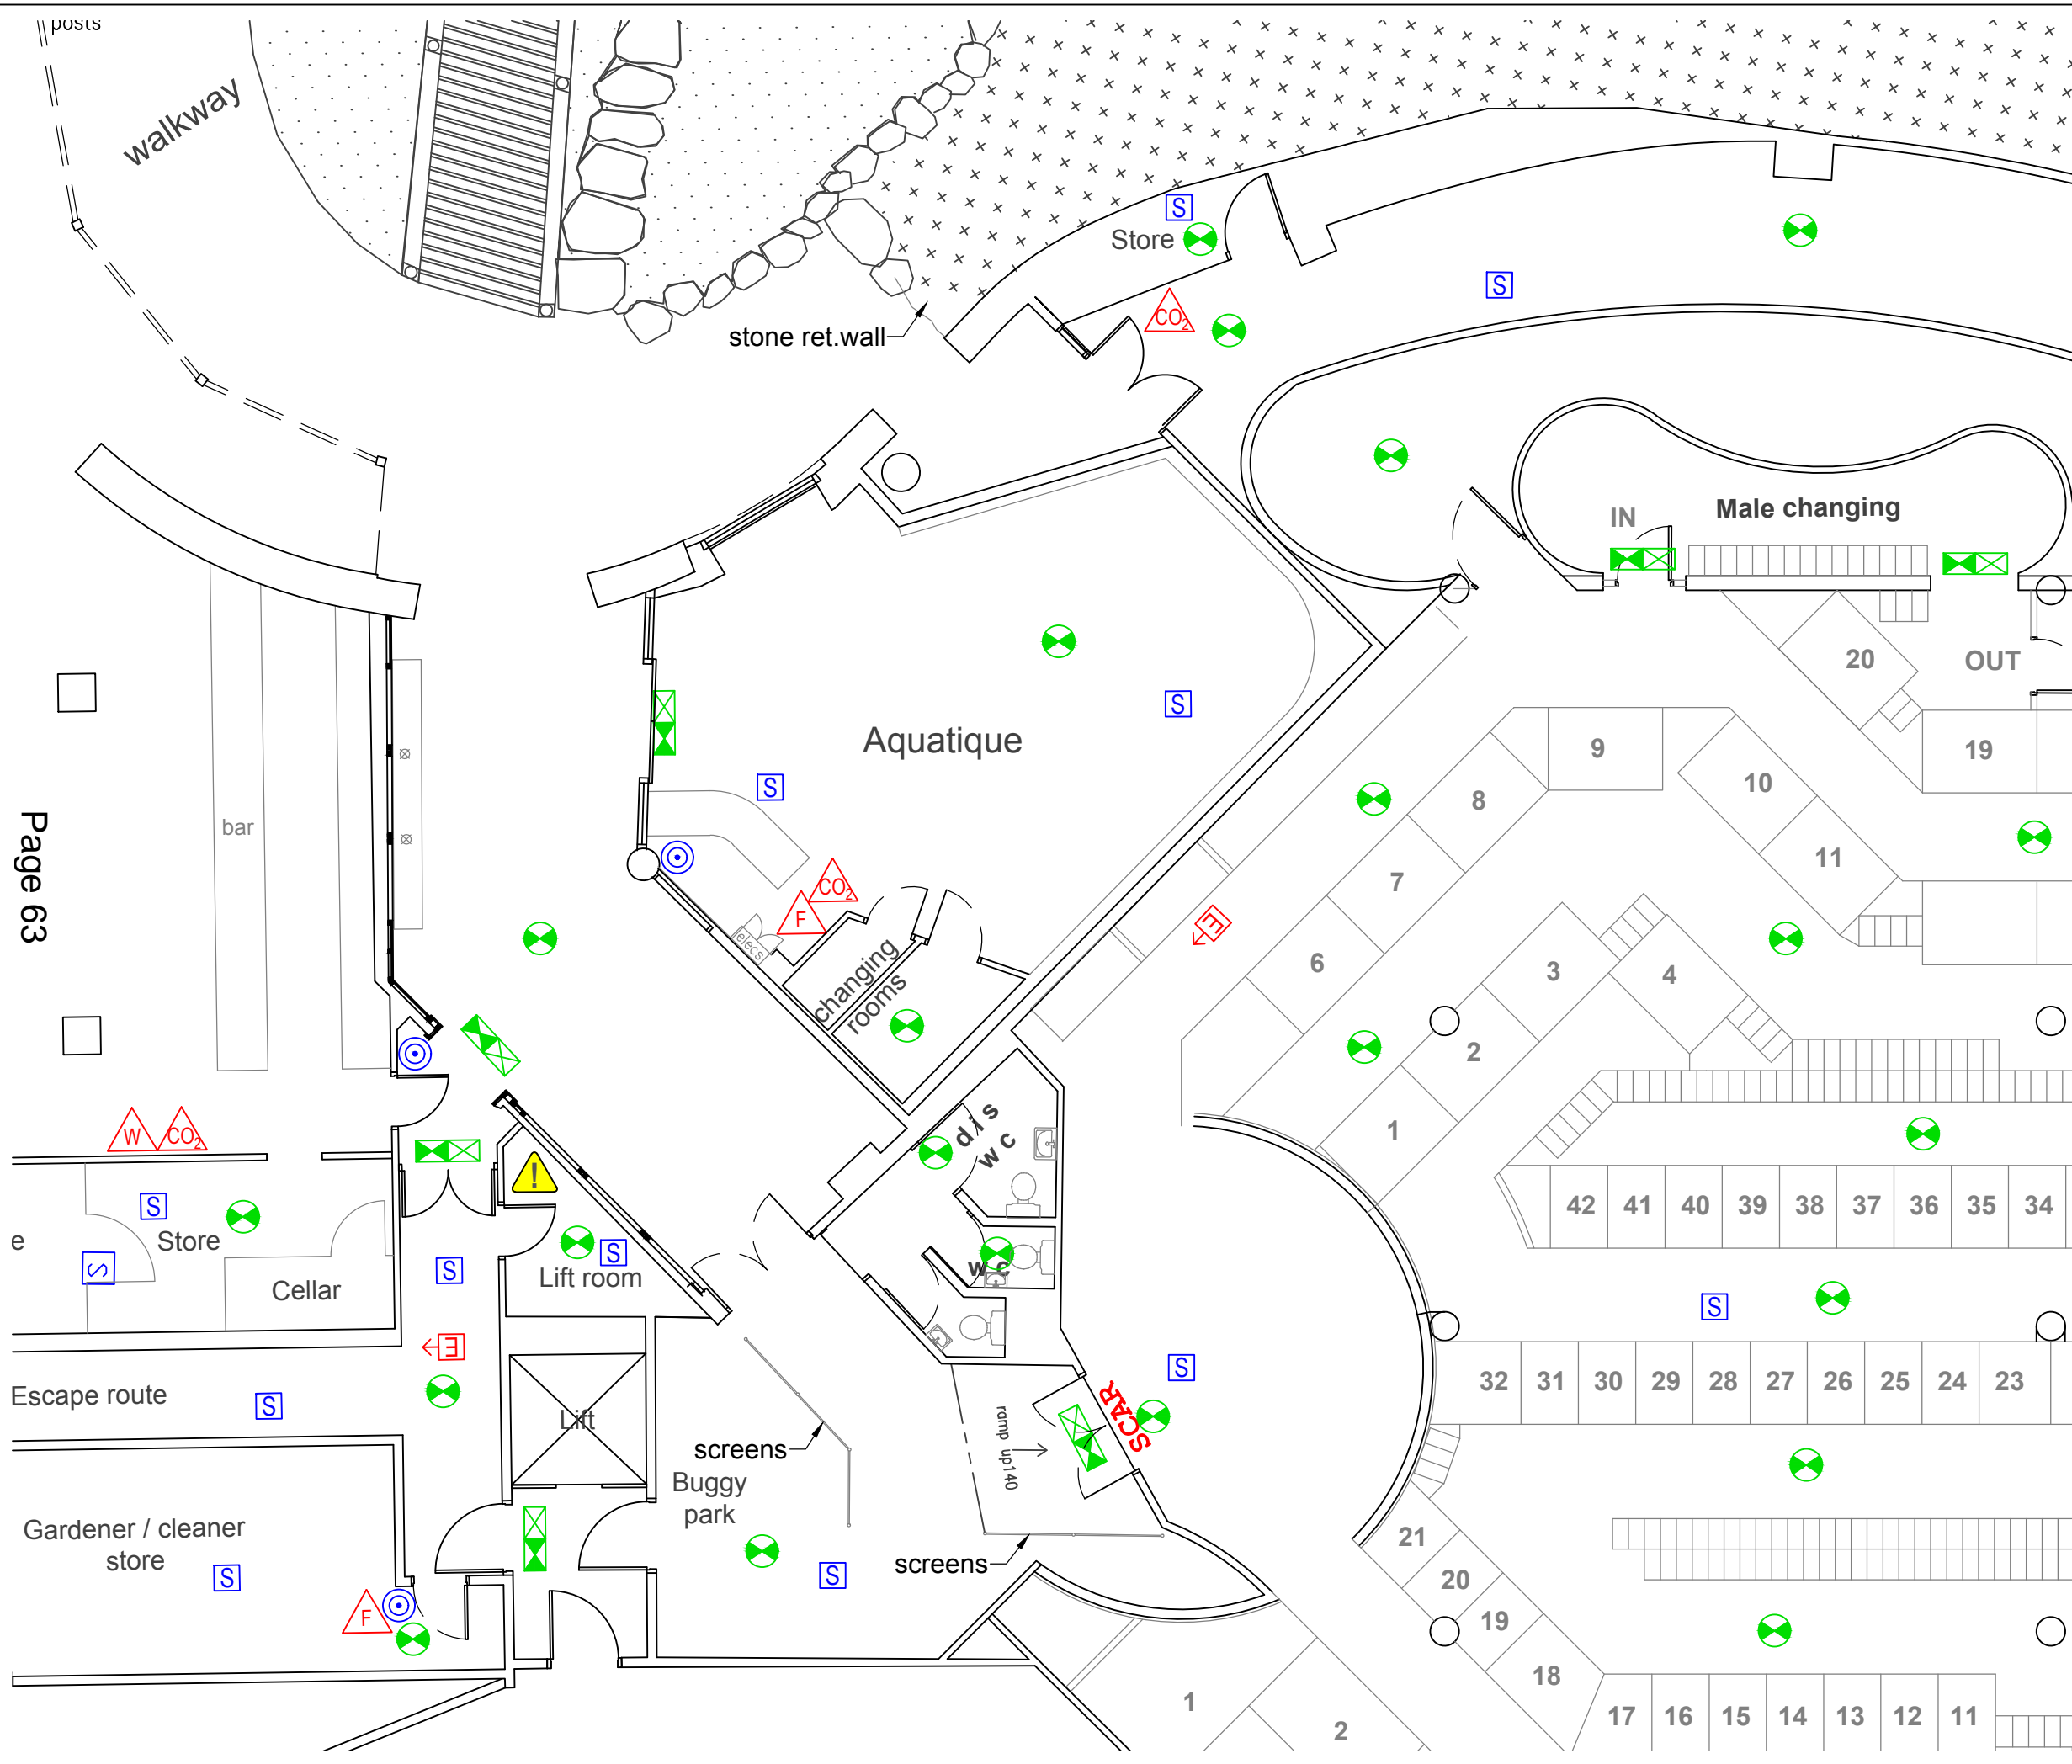 posts
walkway
S
Store
CO2
stone ret.wall
S
IN
Male changing
20
OUT
19
S
Aquatique
S
9
8
10
11
7
6
E
3
4
2
1
Page 63
bar
CO2
F
elecs
changing
rooms
W
CO2
dis
wc
wc
S
Store
S
e
Cellar
S
!
S
Lift room
E
Escape route
S
Lift
screens
Buggy
park
ramp up140
SCAR
S
42 41 40 39 38 37 36 35 34
S
32 31 30 29 28 27 26 25 24 23
Gardener / cleaner
store
S
F
S
screens
21
20
19
18
17 16 15 14 13 12 11
1
2